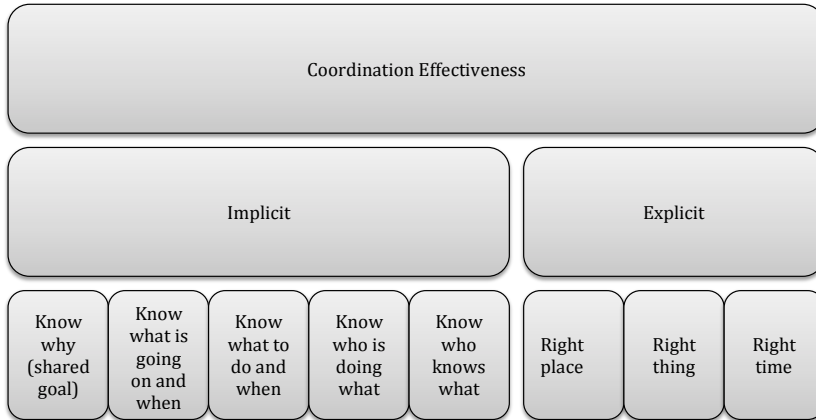 Coordination Effectiveness
Implicit
Explicit
Know
why
(shared
goal)
Know
what is
going
on and
when
Know
what to
do and
when
Know
who is
doing
what
Know
who
knows
what
Right
place
Right
thing
Right
time